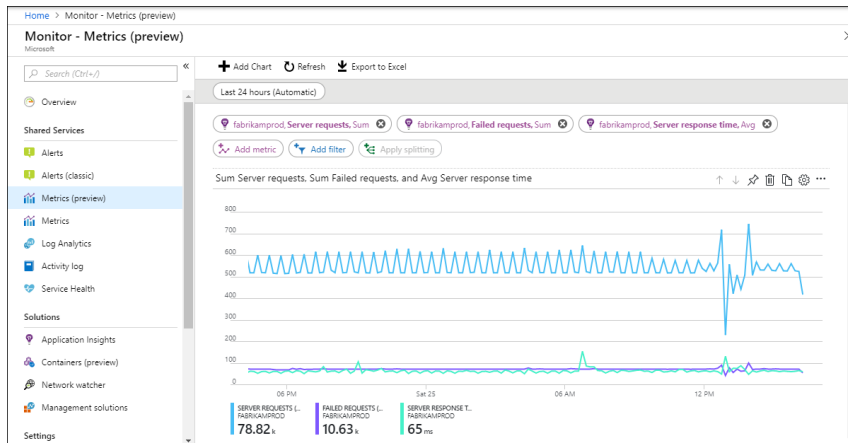 Home > Monitor - Metrics (preview)
Monitor - Metrics (preview)
Microsoft
Search (Ctrl+/)
Overview
Shared Services
Alerts
Alerts (classic)
Metrics (preview)
Metrics
Log Analytics
Activity log
Service Health
Solutions
Application Insights
Containers (preview)
Network watcher
Management solutions
Settings
Add Chart Refresh Export to Excel
Last 24 hours (Automatic)
fabrikamprod, Server requests, Sum fabrikamprod, Failed requests, Sum fabrikamprod, Server response time, Avg
Add metric Add filter Apply splitting
Sum Server requests, Sum Failed requests, and Avg Server response time
800
700
600
500
400
300
200
100
0
06 PM Sat 25 06 AM 12 PM
SERVER REQUESTS (... FAILED REQUESTS (... SERVER RESPONSE T...
FABRIKAMPROD FABRIKAMPROD FABRIKAMPROD
78.82 k 10.63 k 65 ms